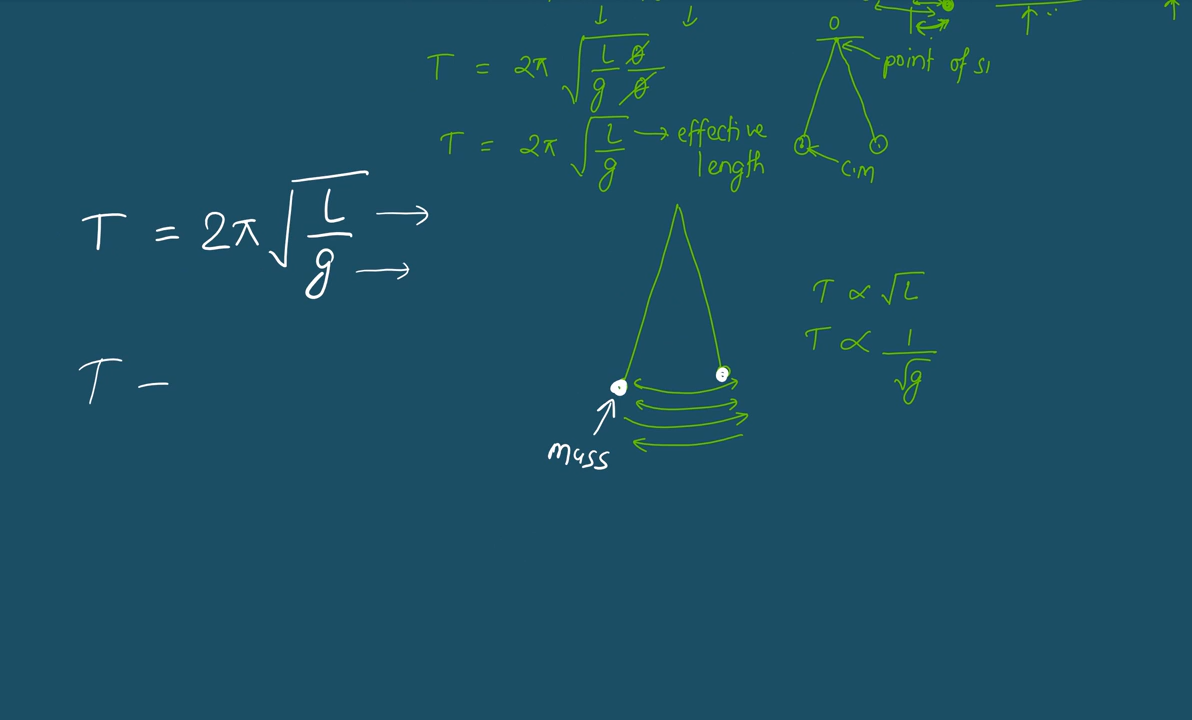 T = 2π √(L/g θ/θ)
O
point of
T = 2π √(L/g) → effective length
C.M
T = 2π √(L/g) → →
T ∝ √L
T ∝ 1/√g
T –
mass